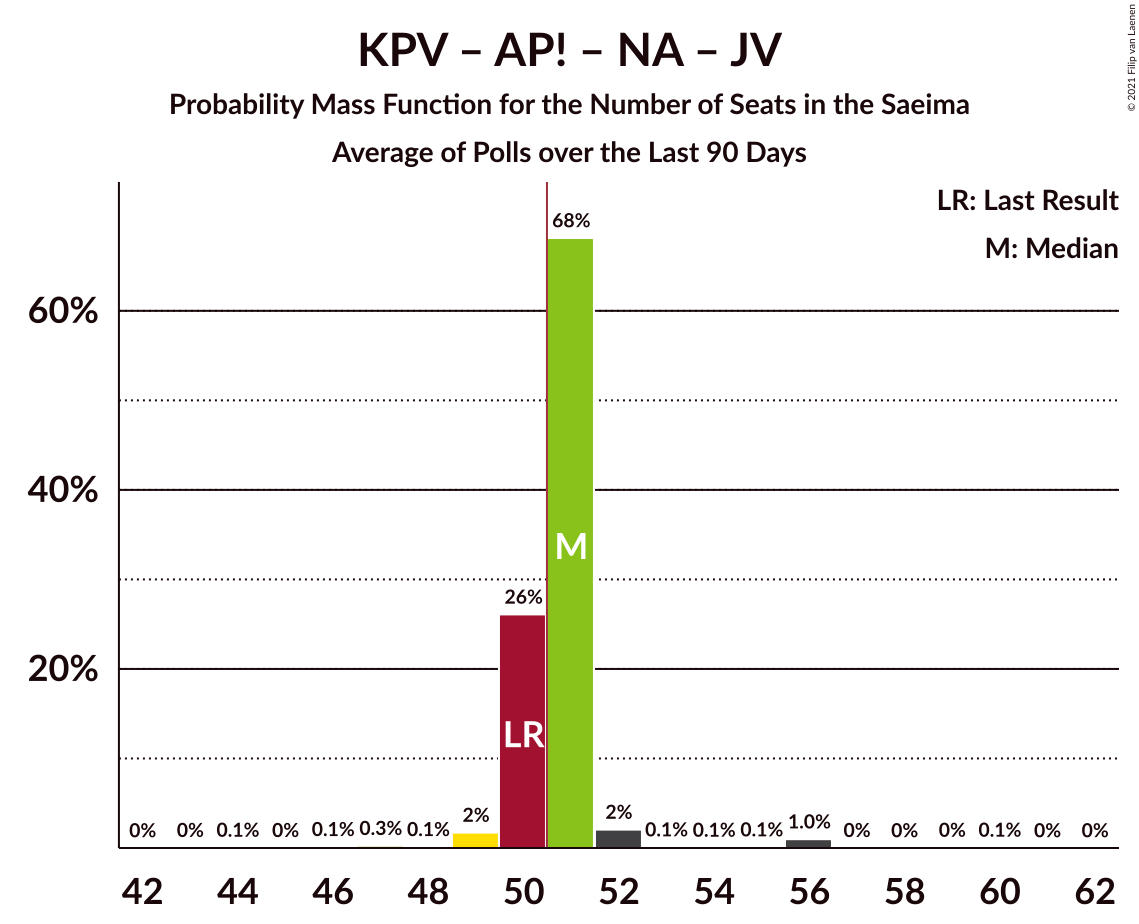 KPV – AP! – NA – JV
Probability Mass Function for the Number of Seats in the Saeima
Average of Polls over the Last 90 Days
© 2021 Filip van Laenen
LR: Last Result
M: Median
68%
60%
40%
M
26%
20%
LR
0% 0% 0.1% 0% 0.1% 0.3% 0.1% 2% 2% 0.1% 0.1% 0.1% 1.0% 0% 0% 0% 0.1% 0% 0%
42 44 46 48 50 52 54 56 58 60 62